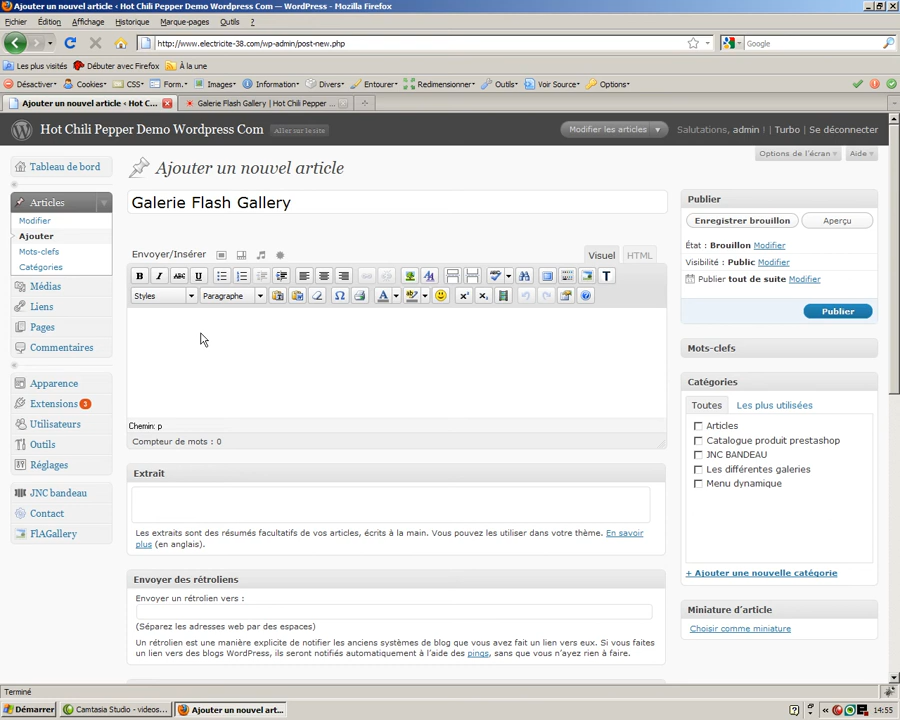 Ajouter un nouvel article ‹ Hot Chili Pepper Demo Wordpress Com — WordPress - Mozilla Firefox
Fichier Édition Affichage Historique Marque-pages Outils ?
http://www.electricite-38.com/wp-admin/post-new.php
Google
Les plus visités Débuter avec Firefox À la une
Désactiver Cookies CSS Form. Images Information Divers Entourer Redimensionner Outils Voir Source Options
Ajouter un nouvel article ‹ Hot C... Galerie Flash Gallery | Hot Chili Pepper ...
Hot Chili Pepper Demo Wordpress Com Aller sur le site Modifier les articles Salutations, admin ! | Turbo | Se déconnecter
Options de l'écran Aide
Tableau de bord
Ajouter un nouvel article
Articles
Modifier
Ajouter
Mots-clefs
Catégories
Médias
Liens
Pages
Commentaires
Apparence
Extensions 3
Utilisateurs
Outils
Réglages
JNC bandeau
Contact
FlAGallery
Galerie Flash Gallery
Envoyer/Insérer
Visuel HTML
B I ABC U
Styles Paragraphe
Chemin: p
Compteur de mots : 0
Extrait
Les extraits sont des résumés facultatifs de vos articles, écrits à la main. Vous pouvez les utiliser dans votre thème. En savoir
plus (en anglais).
Envoyer des rétroliens
Envoyer un rétrolien vers :
(Séparez les adresses web par des espaces)
Un rétrolien est une manière explicite de notifier les anciens systèmes de blog que vous avez fait un lien vers eux. Si vous faites
un lien vers des blogs WordPress, ils seront notifiés automatiquement à l'aide des pings, sans que vous n'ayez rien à faire.
Publier
Enregistrer brouillon Aperçu
État : Brouillon Modifier
Visibilité : Public Modifier
Publier tout de suite Modifier
Publier
Mots-clefs
Catégories
Toutes Les plus utilisées
Articles
Catalogue produit prestashop
JNC BANDEAU
Les différentes galeries
Menu dynamique
+ Ajouter une nouvelle catégorie
Miniature d'article
Choisir comme miniature
Terminé
Démarrer Camtasia Studio - videos... Ajouter un nouvel art... 14:55